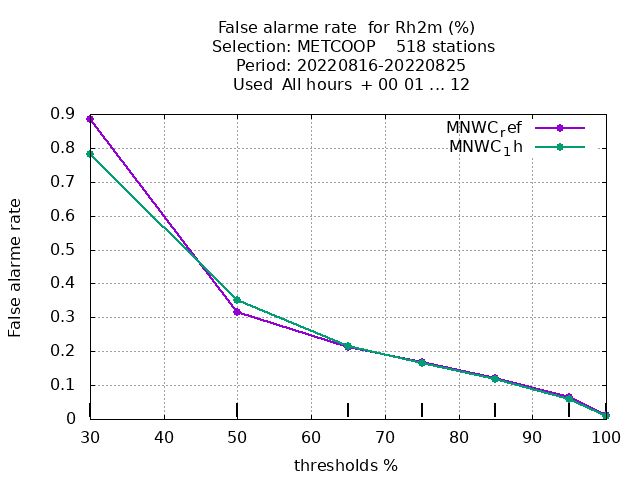 False alarme rate  for Rh2m (%)
Selection: METCOOP    518 stations
Period: 20220816-20220825
Used  All hours  + 00 01 ... 12
MNWC_ref
MNWC_1h
False alarme rate
0.9
0.8
0.7
0.6
0.5
0.4
0.3
0.2
0.1
0
30 40 50 60 70 80 90 100
thresholds %